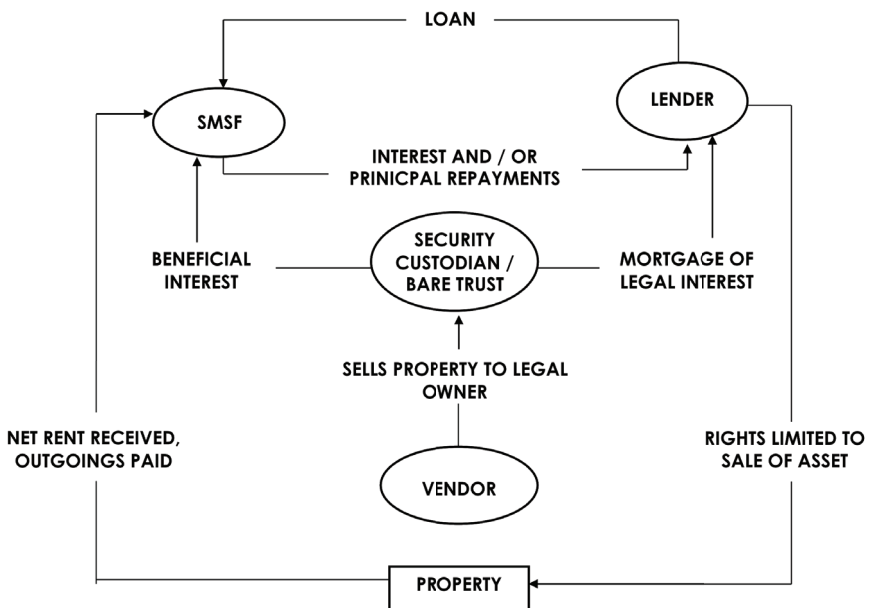 LOAN
SMSF
LENDER
INTEREST AND / OR
PRINICPAL REPAYMENTS
BENEFICIAL
INTEREST
SECURITY
CUSTODIAN /
BARE TRUST
MORTGAGE OF
LEGAL INTEREST
SELLS PROPERTY TO LEGAL
OWNER
NET RENT RECEIVED,
OUTGOINGS PAID
RIGHTS LIMITED TO
SALE OF ASSET
VENDOR
PROPERTY